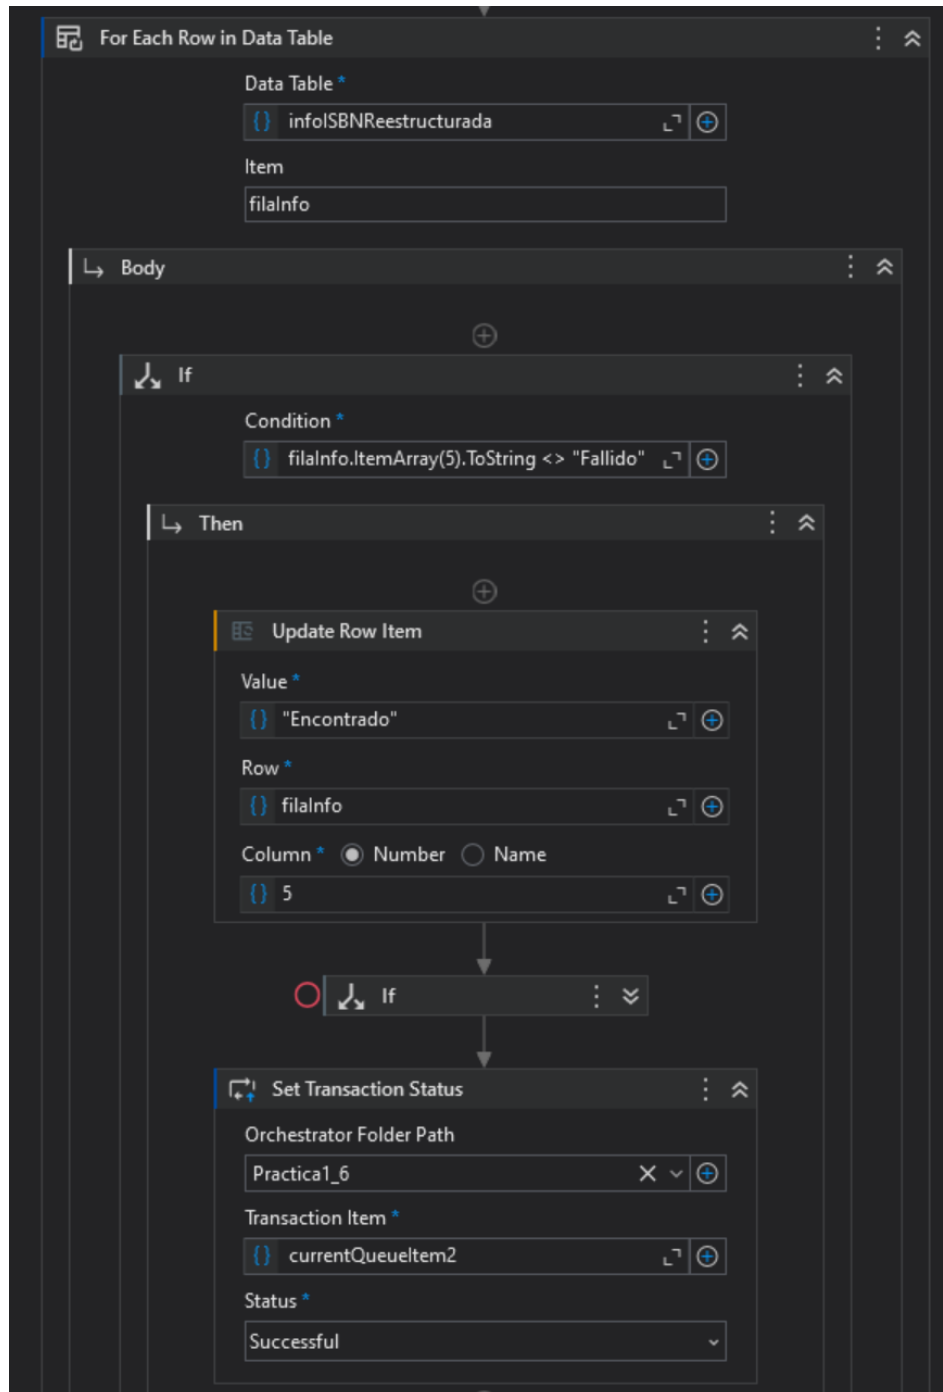 For Each Row in Data Table
Data Table *
infoISBNReestructurada
Item
filaInfo
Body
If
Condition *
filaInfo.ItemArray(5).ToString <> "Fallido"
Then
Update Row Item
Value *
"Encontrado"
Row *
filaInfo
Column * Number Name
5
If
Set Transaction Status
Orchestrator Folder Path
Practica1_6
Transaction Item *
currentQueueItem2
Status *
Successful